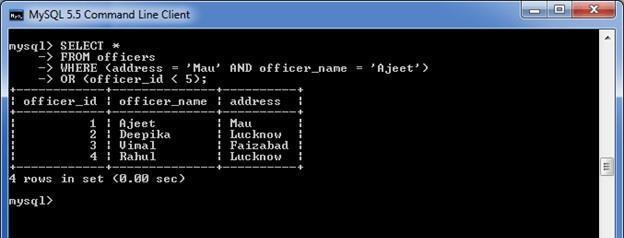 MySQL 5.5 Command Line Client
mysql> SELECT *
    -> FROM officers
    -> WHERE (address = 'Mau' AND officer_name = 'Ajeet')
    -> OR (officer_id < 5);
+------------+--------------+-----------+
| officer_id | officer_name | address   |
+------------+--------------+-----------+
|          1 | Ajeet        | Mau       |
|          2 | Deepika      | Lucknow   |
|          3 | Vimal        | Faizabad  |
|          4 | Rahul        | Lucknow   |
+------------+--------------+-----------+
4 rows in set (0.00 sec)
mysql>